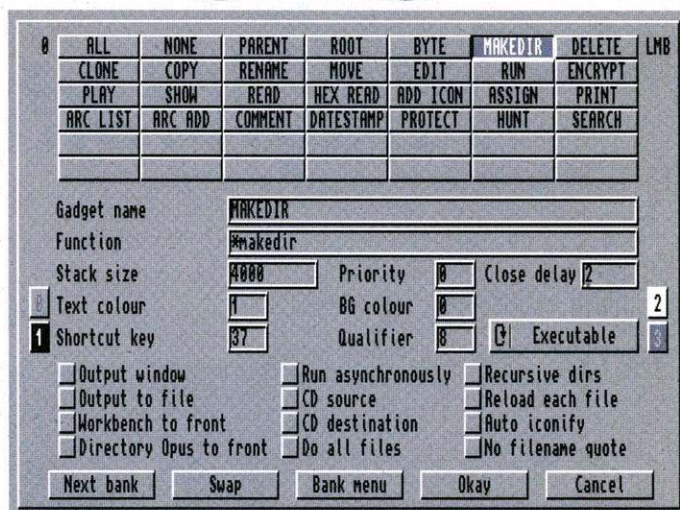 0 ALL NONE PARENT ROOT BYTE MAKEDIR DELETE LMB
CLONE COPY RENAME MOVE EDIT RUN ENCRYPT
PLAY SHOW READ HEX READ ADD ICON ASSIGN PRINT
ARC LIST ARC ADD COMMENT DATESTAMP PROTECT HUNT SEARCH
Gadget name MAKEDIR
Function *makedir
Stack size 4000 Priority 0 Close delay 2
0 Text colour 1 BG colour 0 2
1 Shortcut key 37 Qualifier 8 Executable 3
Output window Run asynchronously Recursive dirs
Output to file CD source Reload each file
Workbench to front CD destination Auto iconify
Directory Opus to front Do all files No filename quote
Next bank Swap Bank menu Okay Cancel